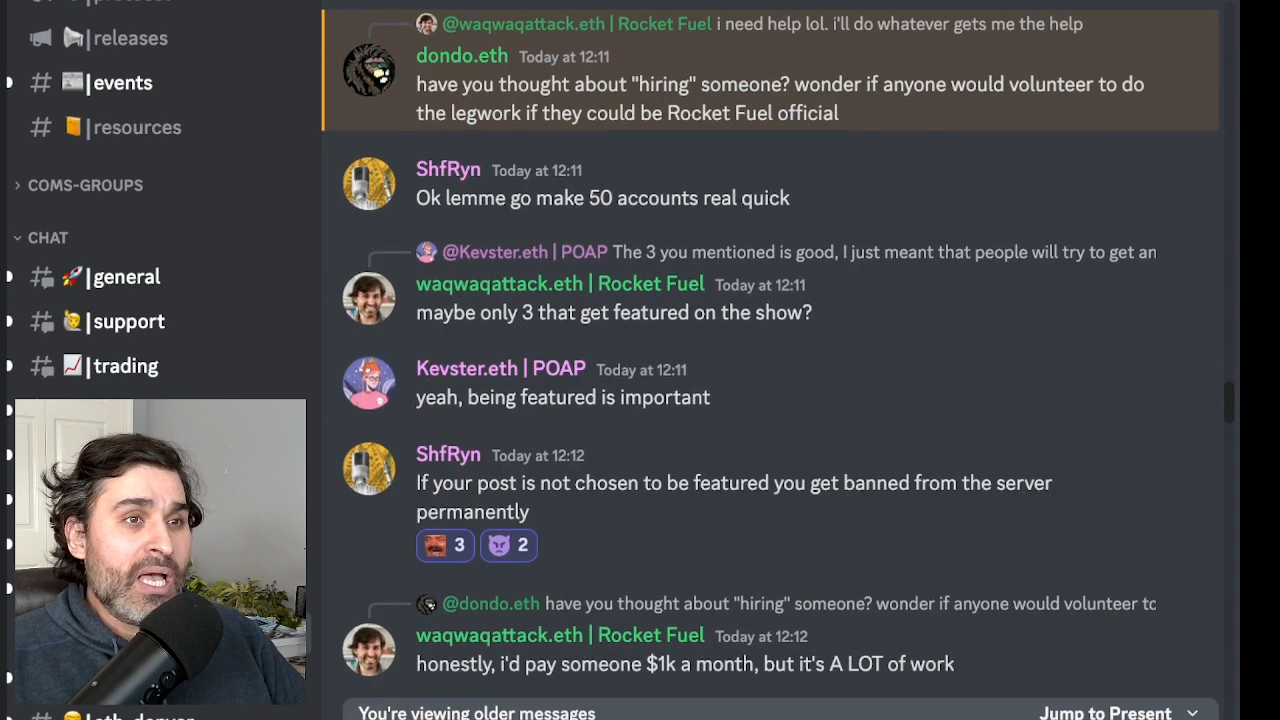 releases
# | events
# | resources
COMS-GROUPS
CHAT
| general
| support
| trading
@waqwaqattack.eth | Rocket Fuel i need help lol. i'll do whatever gets me the help
dondo.eth Today at 12:11
have you thought about "hiring" someone? wonder if anyone would volunteer to do
the legwork if they could be Rocket Fuel official
ShfRyn Today at 12:11
Ok lemme go make 50 accounts real quick
@Kevster.eth | POAP The 3 you mentioned is good, I just meant that people will try to get an
waqwaqattack.eth | Rocket Fuel Today at 12:11
maybe only 3 that get featured on the show?
Kevster.eth | POAP Today at 12:11
yeah, being featured is important
ShfRyn Today at 12:12
If your post is not chosen to be featured you get banned from the server
permanently
3 2
@dondo.eth have you thought about "hiring" someone? wonder if anyone would volunteer to
waqwaqattack.eth | Rocket Fuel Today at 12:12
honestly, i'd pay someone $1k a month, but it's A LOT of work
You're viewing older messages Jump to Present